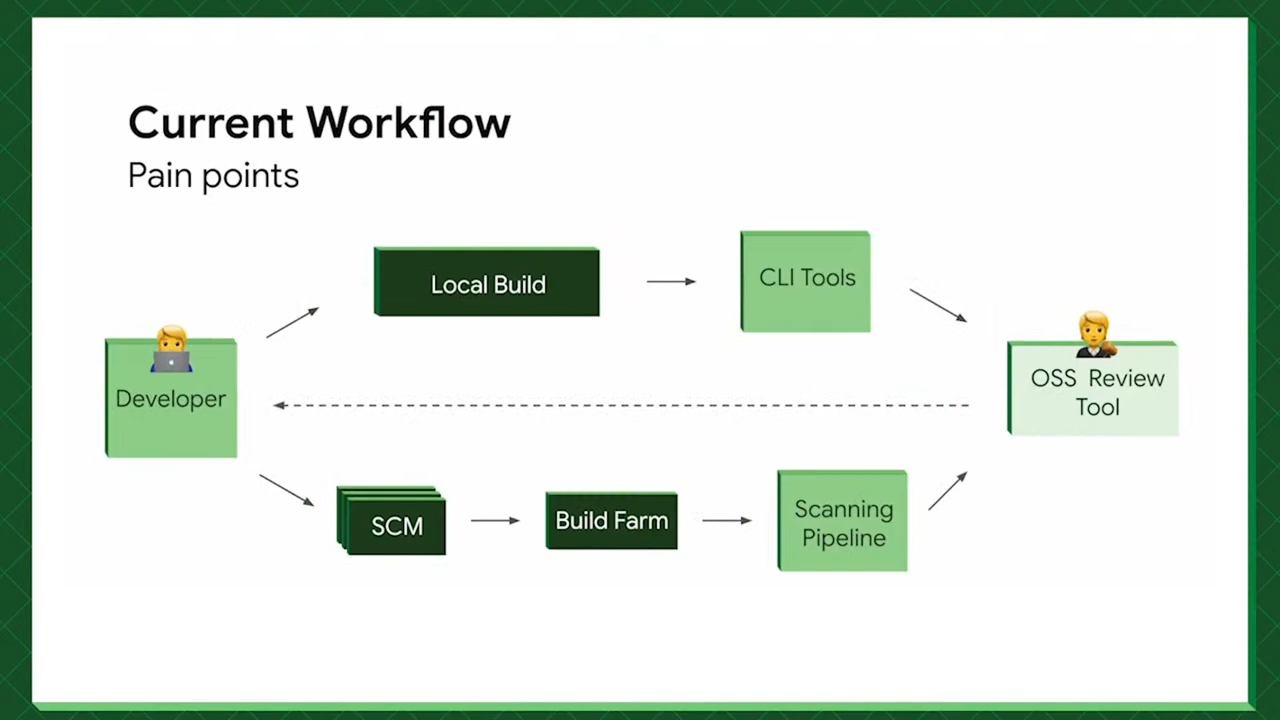 Current Workflow
Pain points
Local Build
CLI Tools
Developer
OSS Review
Tool
SCM
Build Farm
Scanning
Pipeline